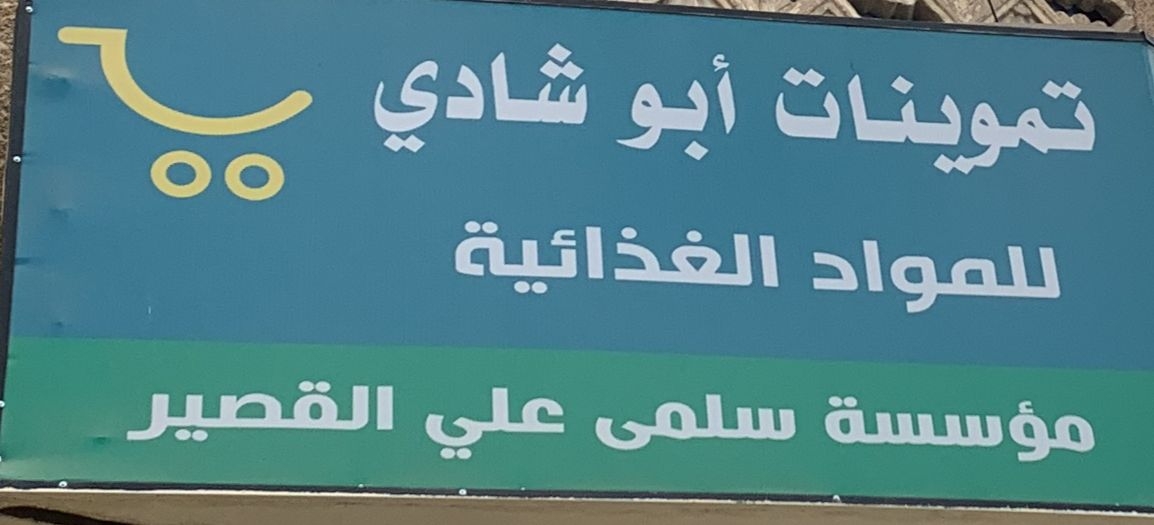 تموينات أبو شادي
للمواد الغذائية
مؤسسة سلمى علي القصير